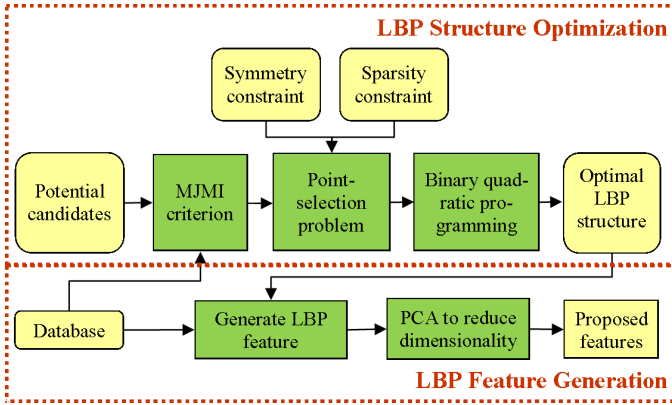 LBP Structure Optimization
Symmetry
constraint
Sparsity
constraint
Potential
candidates
MJMI
criterion
Point-
selection
problem
Binary quad-
ratic pro-
gramming
Optimal
LBP
structure
Database
Generate LBP
feature
PCA to reduce
dimensionality
Proposed
features
LBP Feature Generation